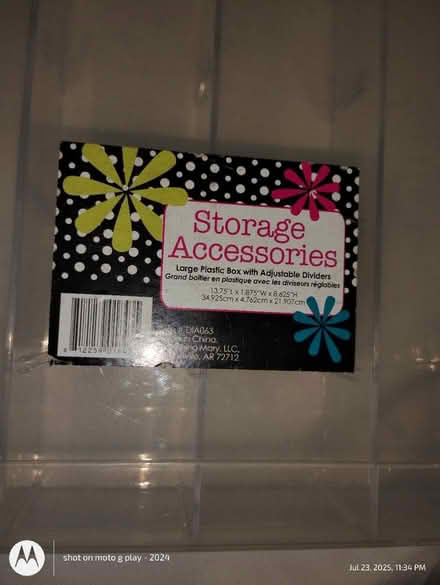 Storage
Accessories
Large Plastic Box with Adjustable Dividers
Grand boîtier en plastique avec les diviseurs réglables
13.75"L x 1.875"W x 8.625"H
34.925cm x 4.762cm x 21.907cm
DIA063
China.
Mary, LLC.
AR 72712
shot on moto g play - 2024
Jul 23, 2025, 11:34 PM